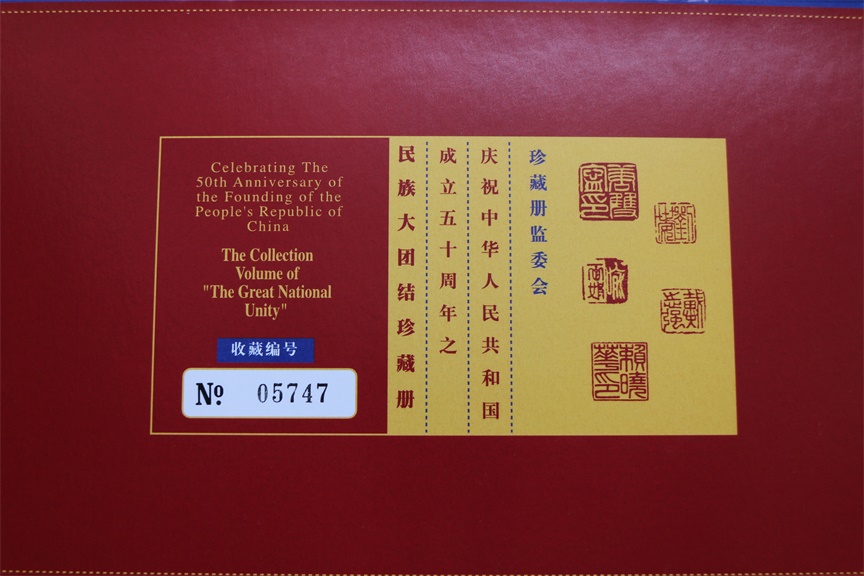 Celebrating The
50th Anniversary of
the Founding of the
People's Republic of
China
The Collection
Volume of
"The Great National
Unity"
收藏编号
№ 05747
珍藏册监委会
庆祝中华人民共和国
成立五十周年之
民族大团结珍藏册